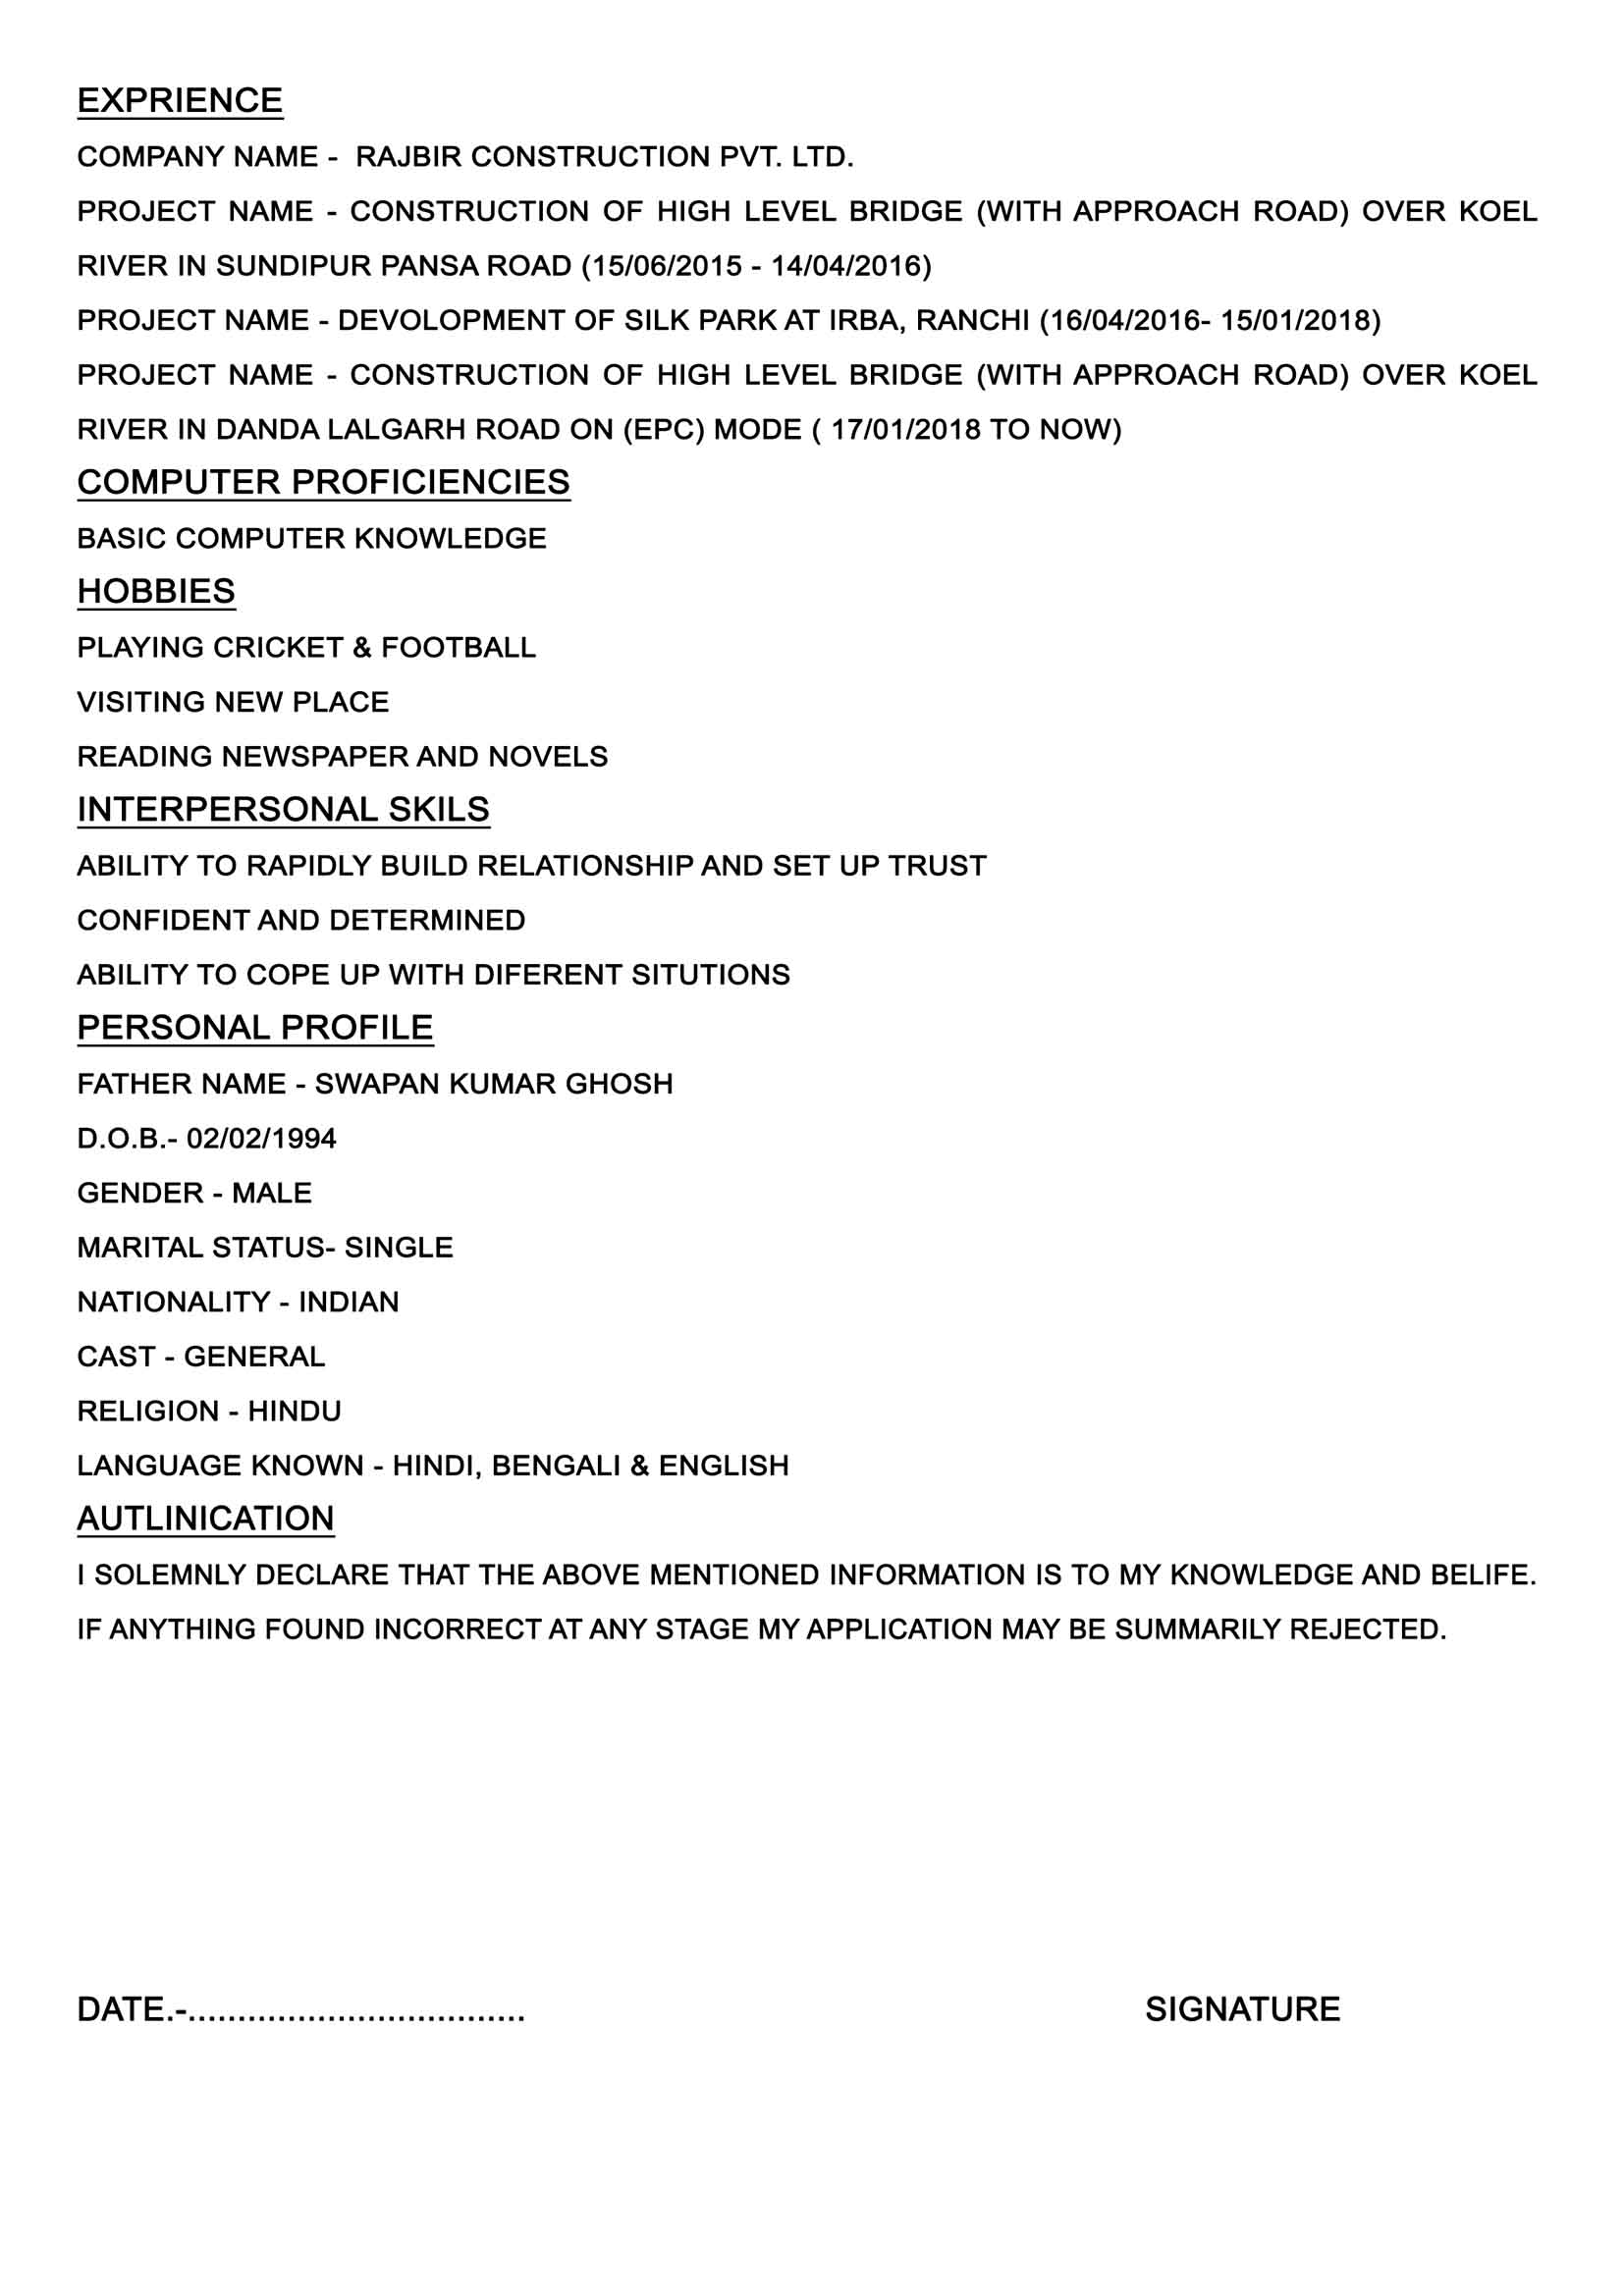 EXPRIENCE
COMPANY NAME - RAJBIR CONSTRUCTION PVT. LTD.
PROJECT NAME - CONSTRUCTION OF HIGH LEVEL BRIDGE (WITH APPROACH ROAD) OVER KOEL
RIVER IN SUNDIPUR PANSA ROAD (15/06/2015 - 14/04/2016)
PROJECT NAME - DEVOLOPMENT OF SILK PARK AT IRBA, RANCHI (16/04/2016- 15/01/2018)
PROJECT NAME - CONSTRUCTION OF HIGH LEVEL BRIDGE (WITH APPROACH ROAD) OVER KOEL
RIVER IN DANDA LALGARH ROAD ON (EPC) MODE ( 17/01/2018 TO NOW)
COMPUTER PROFICIENCIES
BASIC COMPUTER KNOWLEDGE
HOBBIES
PLAYING CRICKET & FOOTBALL
VISITING NEW PLACE
READING NEWSPAPER AND NOVELS
INTERPERSONAL SKILS
ABILITY TO RAPIDLY BUILD RELATIONSHIP AND SET UP TRUST
CONFIDENT AND DETERMINED
ABILITY TO COPE UP WITH DIFERENT SITUTIONS
PERSONAL PROFILE
FATHER NAME - SWAPAN KUMAR GHOSH
D.O.B.- 02/02/1994
GENDER - MALE
MARITAL STATUS- SINGLE
NATIONALITY - INDIAN
CAST - GENERAL
RELIGION - HINDU
LANGUAGE KNOWN - HINDI, BENGALI & ENGLISH
AUTLINICATION
I SOLEMNLY DECLARE THAT THE ABOVE MENTIONED INFORMATION IS TO MY KNOWLEDGE AND BELIFE.
IF ANYTHING FOUND INCORRECT AT ANY STAGE MY APPLICATION MAY BE SUMMARILY REJECTED.
DATE.-.................................. SIGNATURE